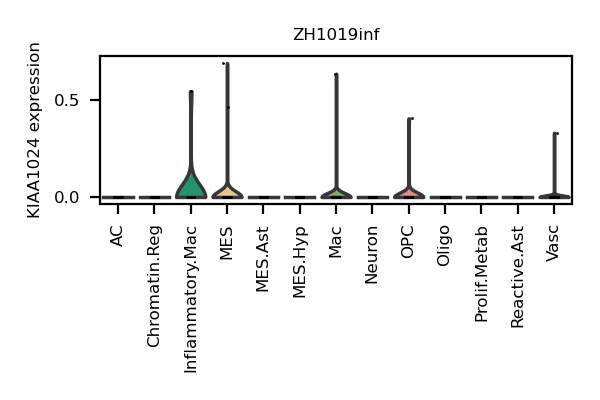 ZH1019inf
KIAA1024 expression
0.5
0.0
AC
Chromatin.Reg
Inflammatory.Mac
MES
MES.Ast
MES.Hyp
Mac
Neuron
OPC
Oligo
Prolif.Metab
Reactive.Ast
Vasc